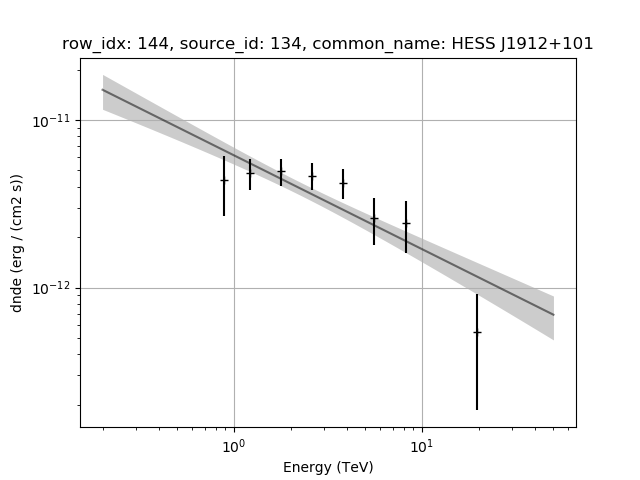 row_idx: 144, source_id: 134, common_name: HESS J1912+101
10⁻¹¹
10⁻¹²
dnde (erg / (cm2 s))
10⁰ 10¹
Energy (TeV)